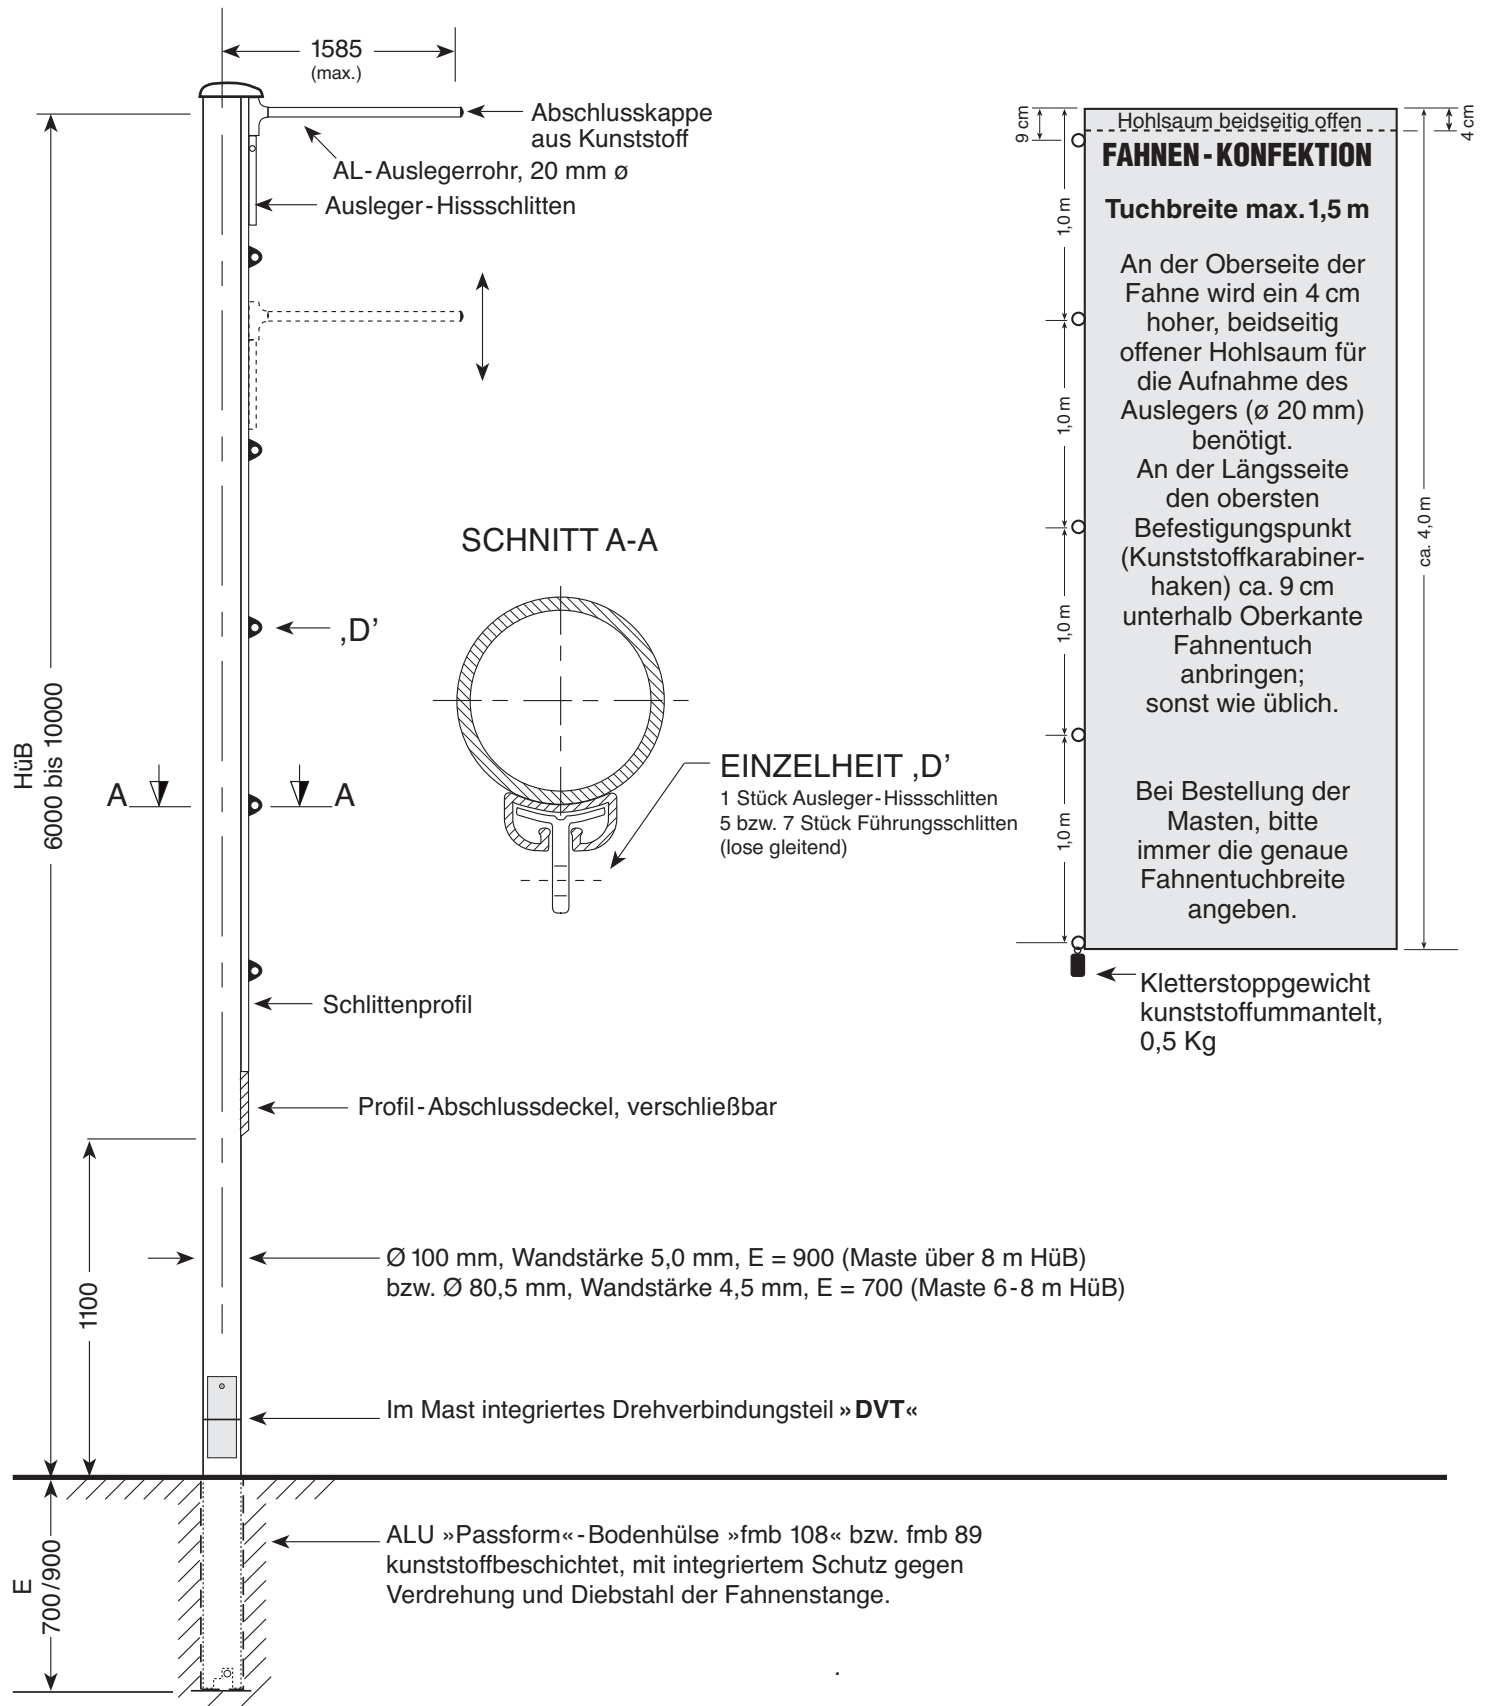 1585
(max.)
Abschlusskappe
aus Kunststoff
AL-Auslegerrohr, 20 mm ø
Ausleger-Hissschlitten
SCHNITT A-A
‚D’
HüB
6000 bis 10000
A
A
EINZELHEIT ‚D’
1 Stück Ausleger-Hissschlitten
5 bzw. 7 Stück Führungsschlitten
(lose gleitend)
Schlittenprofil
Profil-Abschlussdeckel, verschließbar
1100
Ø 100 mm, Wandstärke 5,0 mm, E = 900 (Maste über 8 m HüB)
bzw. Ø 80,5 mm, Wandstärke 4,5 mm, E = 700 (Maste 6-8 m HüB)
Im Mast integriertes Drehverbindungsteil »DVT«
E
700/900
ALU »Passform«-Bodenhülse »fmb 108« bzw. fmb 89
kunststoffbeschichtet, mit integriertem Schutz gegen
Verdrehung und Diebstahl der Fahnenstange.
9 cm
4 cm
1,0 m
1,0 m
1,0 m
1,0 m
ca. 4,0 m
Hohlsaum beidseitig offen
FAHNEN-KONFEKTION
Tuchbreite max. 1,5 m
An der Oberseite der
Fahne wird ein 4 cm
hoher, beidseitig
offener Hohlsaum für
die Aufnahme des
Auslegers (ø 20 mm)
benötigt.
An der Längsseite
den obersten
Befestigungspunkt
(Kunststoffkarabiner-
haken) ca. 9 cm
unterhalb Oberkante
Fahnentuch
anbringen;
sonst wie üblich.
Bei Bestellung der
Masten, bitte
immer die genaue
Fahnentuchbreite
angeben.
Kletterstoppgewicht
kunststoffummantelt,
0,5 Kg